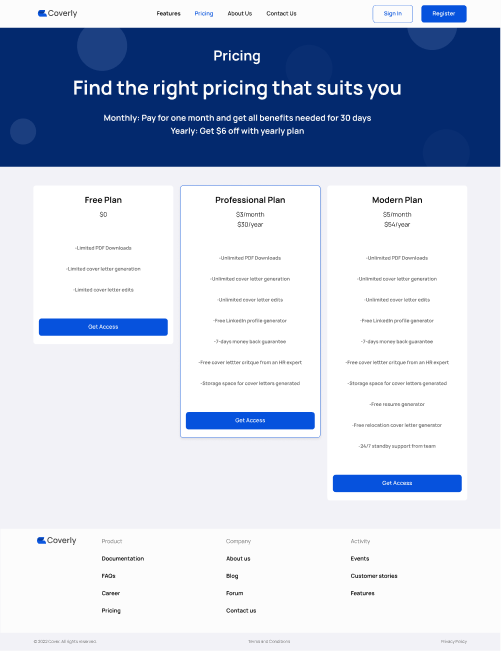 Coverly
Features
Pricing
About Us
Contact Us
Sign In
Register
Pricing
Find the right pricing that suits you
Monthly: Pay for one month and get all benefits needed for 30 days
Yearly: Get $6 off with yearly plan
Free Plan
$0
-Limited PDF Downloads
-Limited cover letter generation
-Limited cover letter edits
Get Access
Professional Plan
$3/month
$30/year
-Unlimited PDF Downloads
-Unlimited cover letter generation
-Unlimited cover letter edits
-Free LinkedIn profile generator
-7-days money back guarantee
-Free cover lettter critque from an HR expert
-Storage space for cover letters generated
Get Access
Modern Plan
$5/month
$54/year
-Unlimited PDF Downloads
-Unlimited cover letter generation
-Unlimited cover letter edits
-Free LinkedIn profile generator
-7-days money back guarantee
-Free cover lettter critque from an HR expert
-Storage space for cover letters generated
-Free resume generator
-Free relocation cover letter generator
-24/7 standby support from team
Get Access
Coverly
Product
Documentation
FAQs
Career
Pricing
Company
About us
Blog
Forum
Contact us
Activity
Events
Customer stories
Features
All rights reserved
Terms and Conditions
Privacy Policy